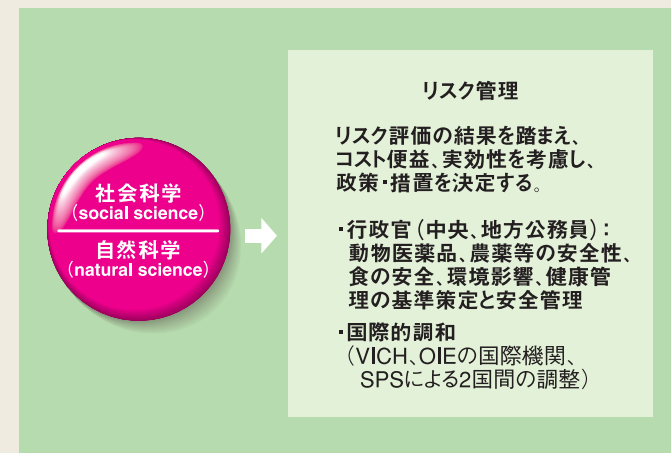 社会科学
(social science)
自然科学
(natural science)
リスク管理
リスク評価の結果を踏まえ、
コスト便益、実効性を考慮し、
政策・措置を決定する。
・行政官（中央、地方公務員）：
動物医薬品、農薬等の安全性、
食の安全、環境影響、健康管
理の基準策定と安全管理
・国際的調和
（VICH、OIEの国際機関、
SPSによる2国間の調整）